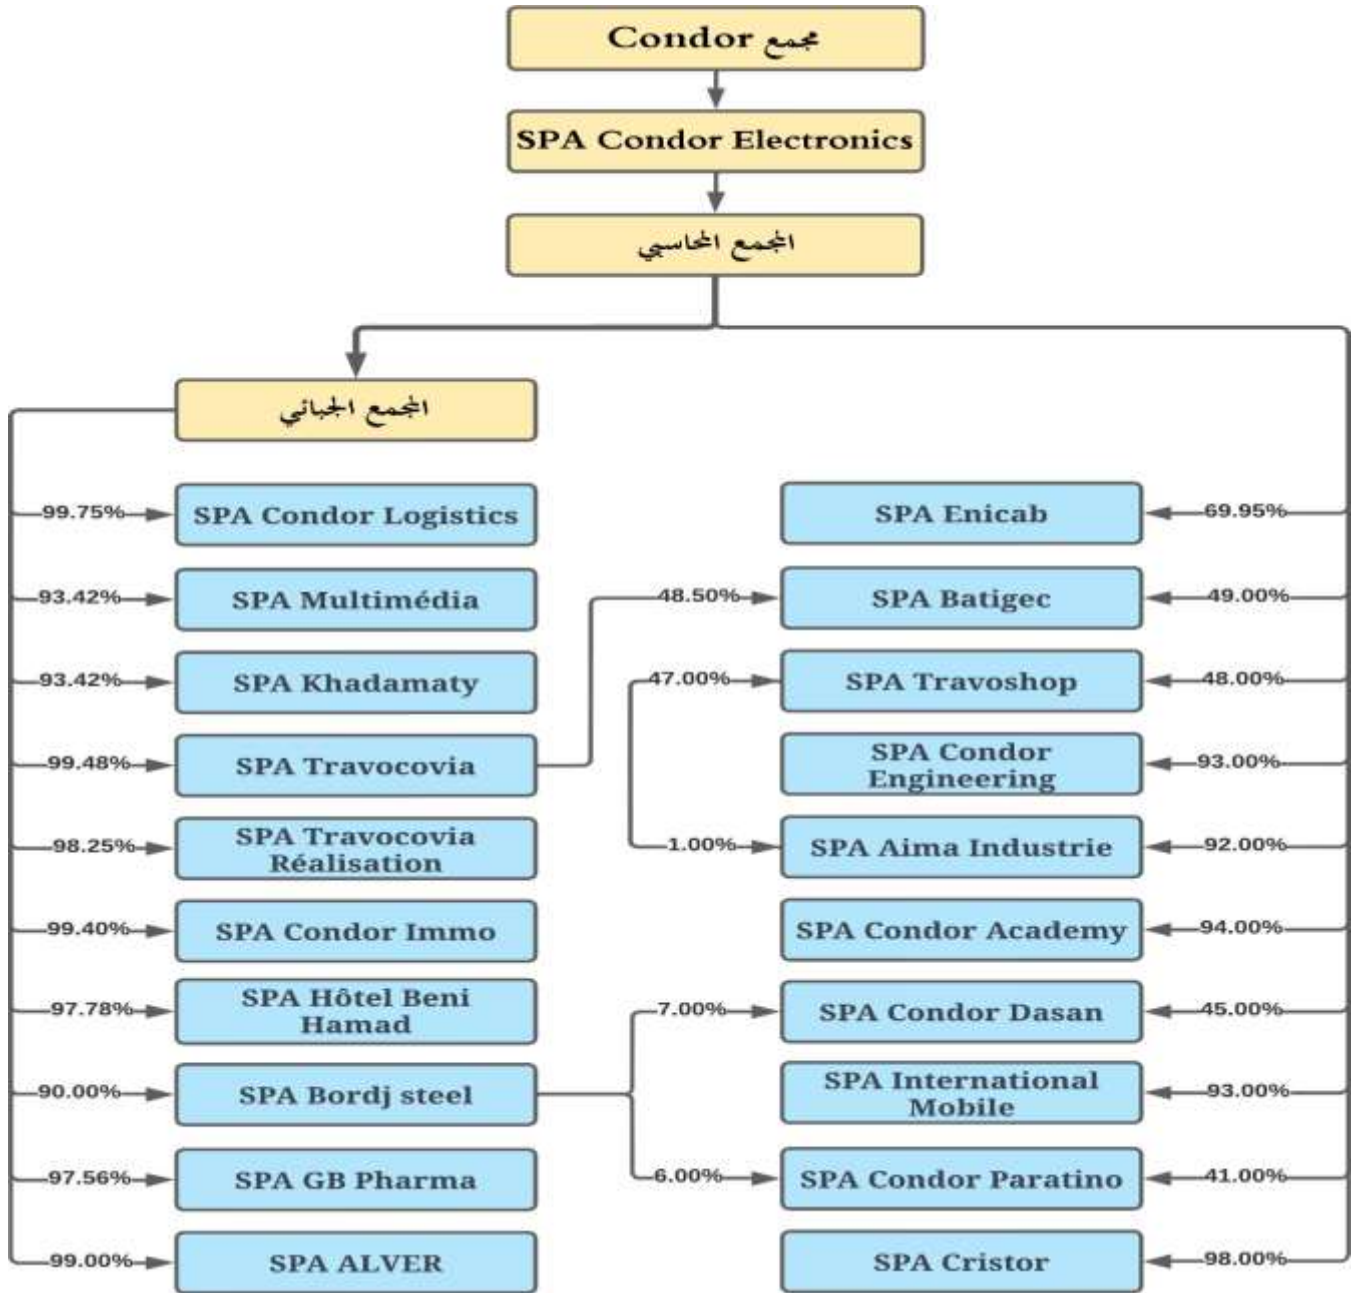 مجمع Condor
SPA Condor Electronics
المجمع المحاسبي
المجمع الجبائي
99.75%
SPA Condor Logistics
SPA Enicab
69.95%
93.42%
SPA Multimédia
48.50%
SPA Batigec
49.00%
93.42%
SPA Khadamaty
47.00%
SPA Travoshop
48.00%
99.48%
SPA Travocovia
SPA Condor
Engineering
93.00%
98.25%
SPA Travocovia
Réalisation
1.00%
SPA Aima Industrie
92.00%
99.40%
SPA Condor Immo
SPA Condor Academy
94.00%
97.78%
SPA Hôtel Beni
Hamad
7.00%
SPA Condor Dasan
45.00%
90.00%
SPA Bordj steel
SPA International
Mobile
93.00%
97.56%
SPA GB Pharma
6.00%
SPA Condor Paratino
41.00%
99.00%
SPA ALVER
SPA Cristor
98.00%